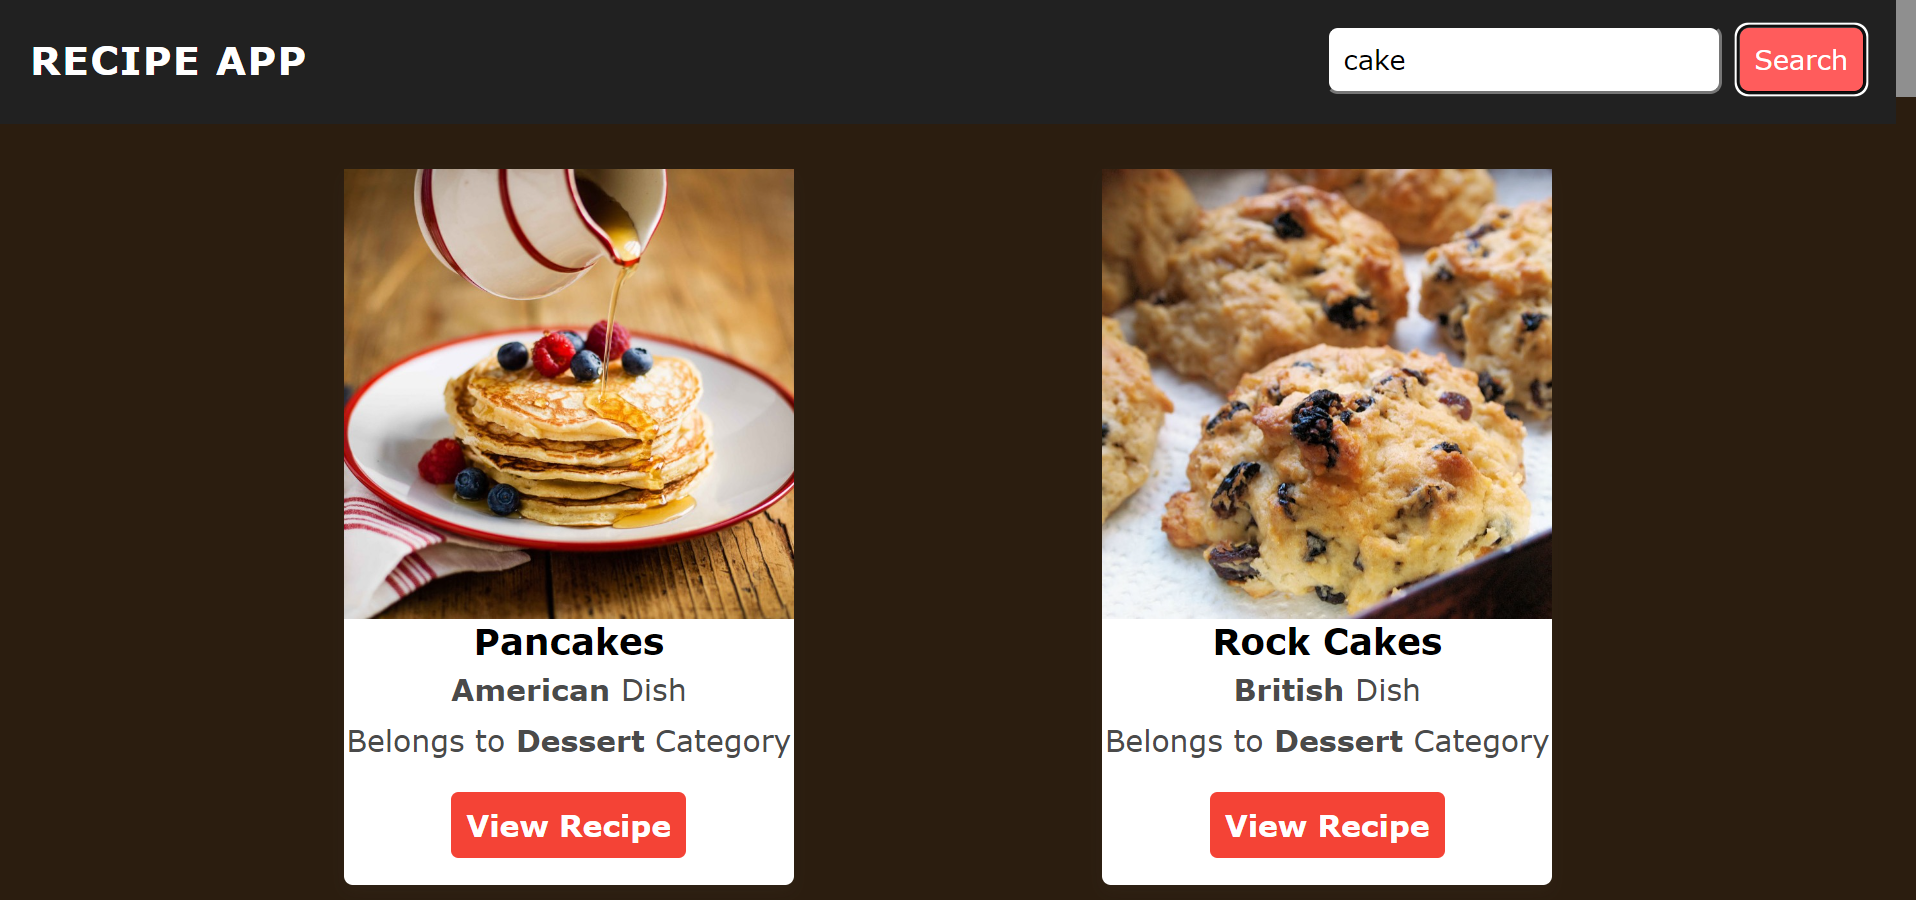 RECIPE APP
cake
Search
Pancakes
American Dish
Belongs to Dessert Category
View Recipe
Rock Cakes
British Dish
Belongs to Dessert Category
View Recipe